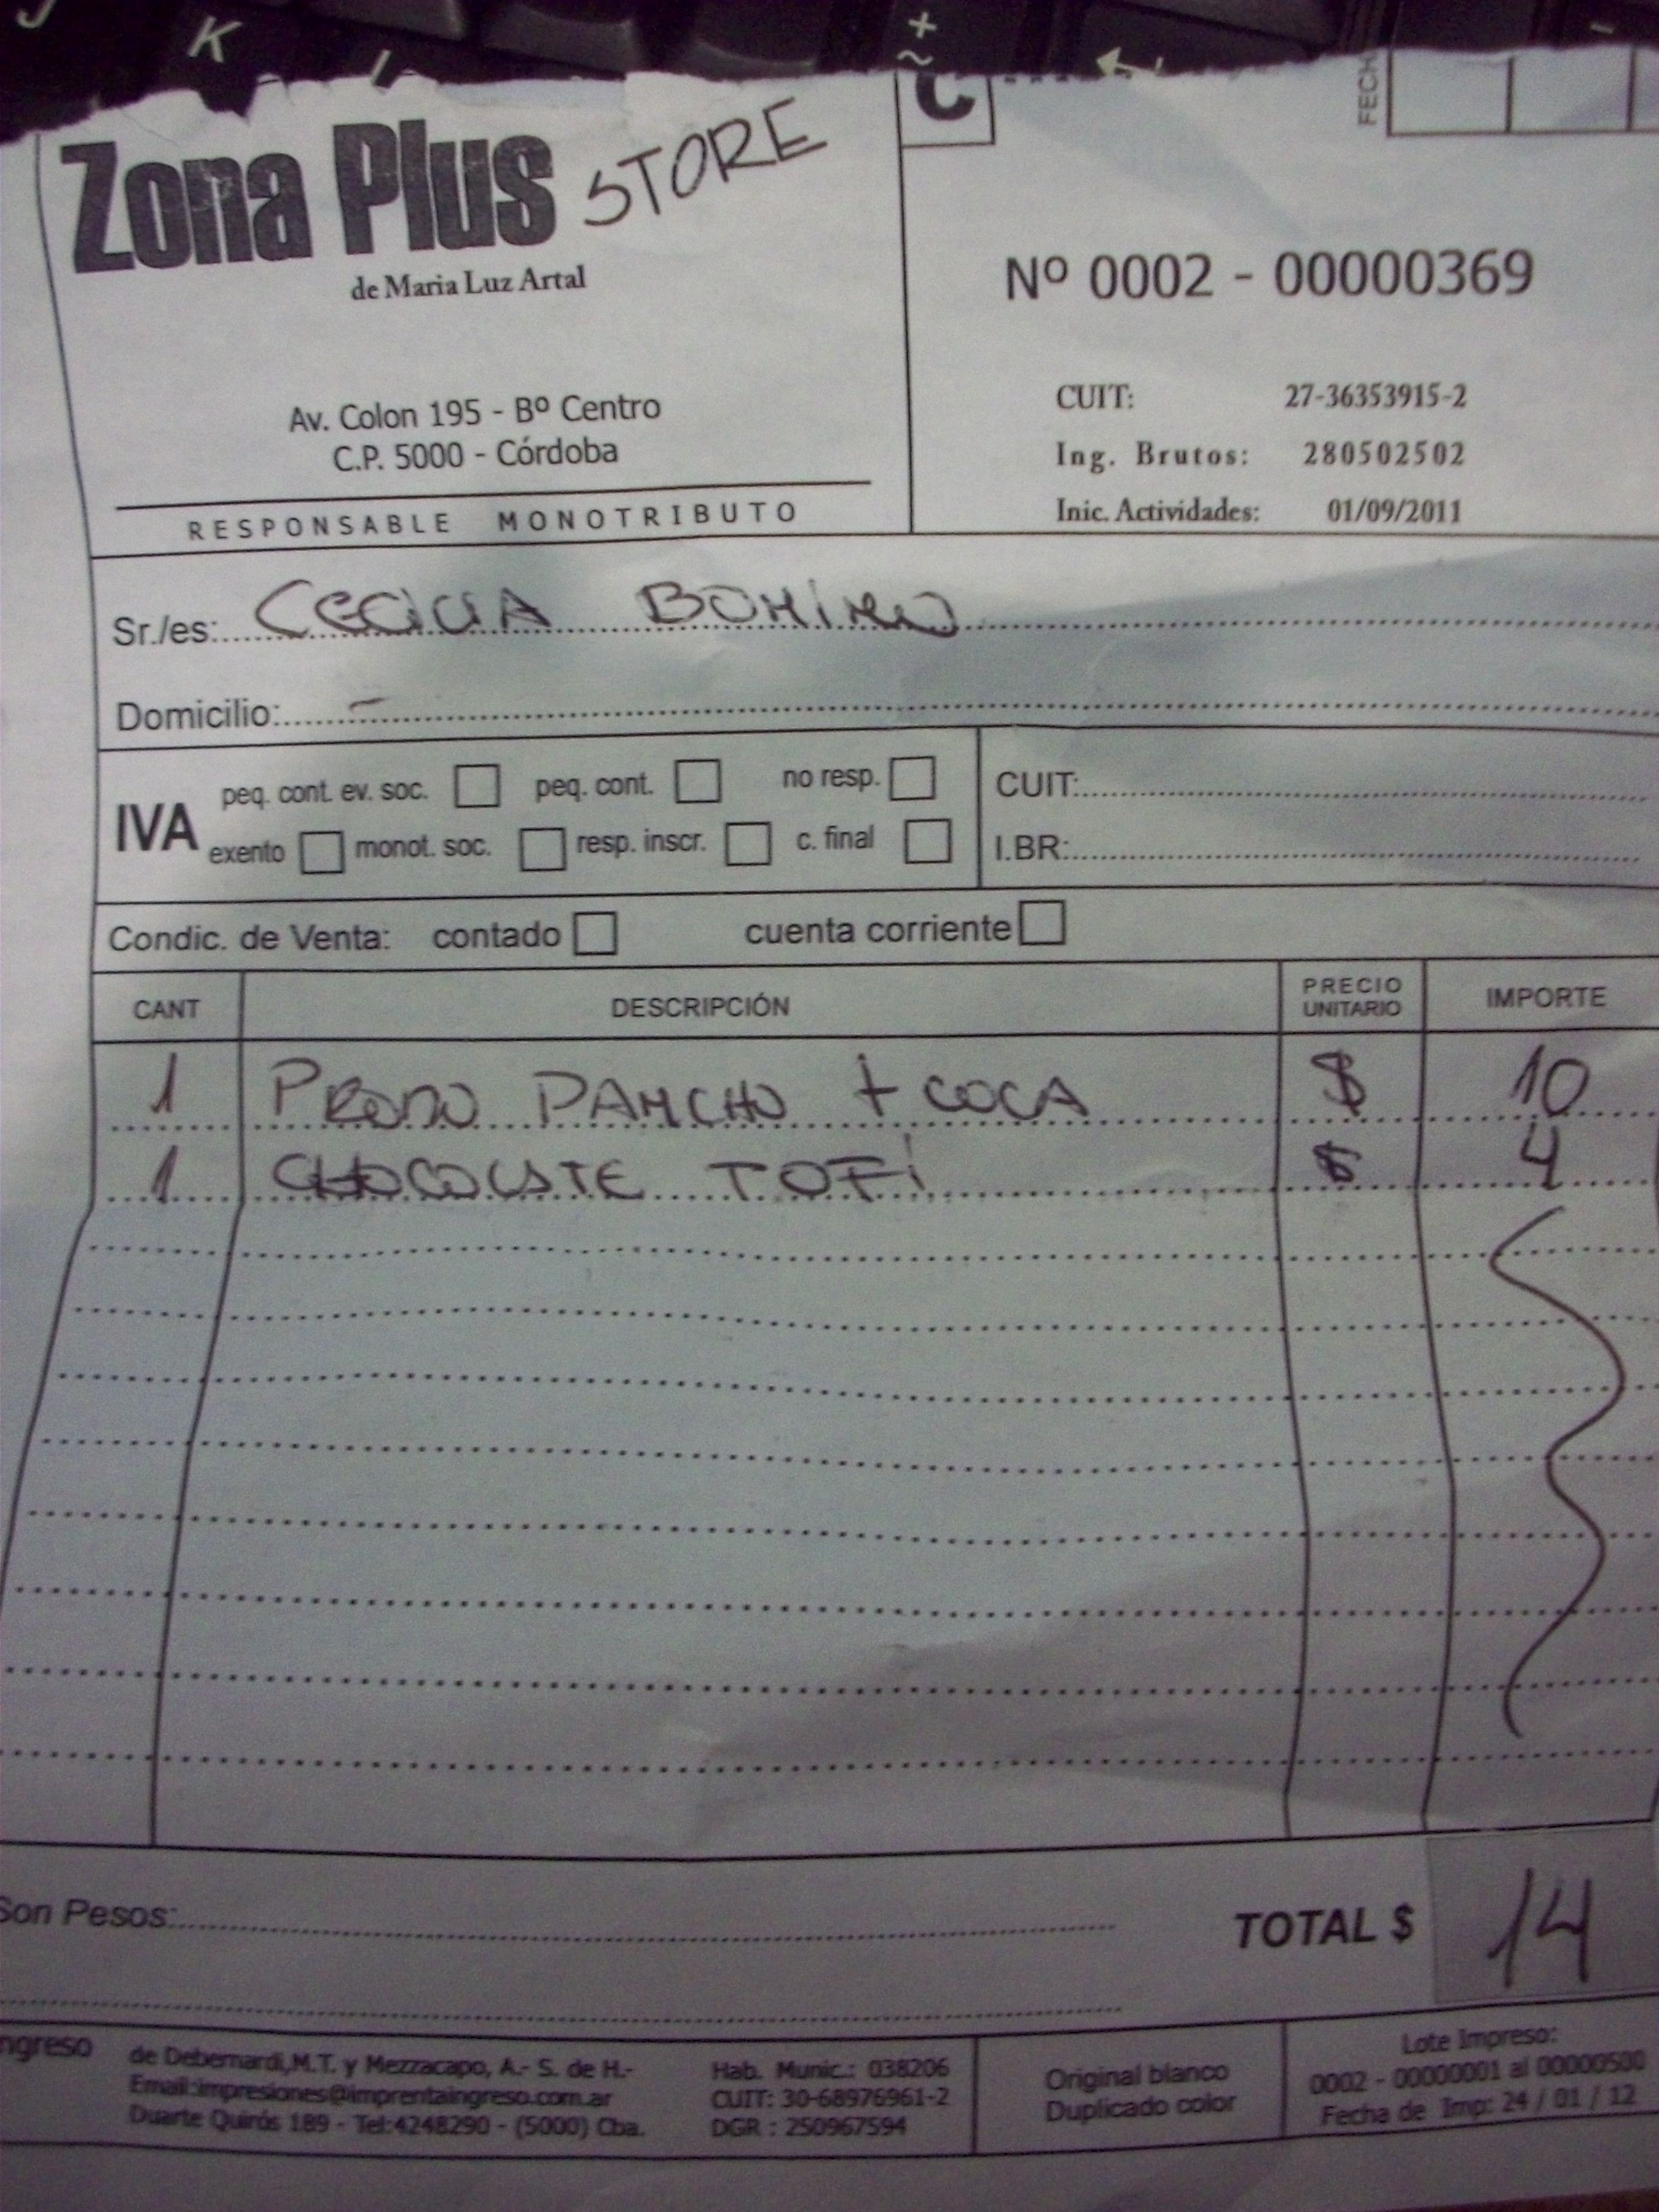 K
+
~
C
FECH
Zona Plus STORE
de Maria Luz Artal
Nº 0002 - 00000369
Av. Colon 195 - Bº Centro
C.P. 5000 - Córdoba
RESPONSABLE MONOTRIBUTO
CUIT: 27-36353915-2
Ing. Brutos: 280502502
Inic. Actividades: 01/09/2011
Sr./es: CECILIA
Domicilio: -
IVA
peq. cont. ev. soc. peq. cont. no resp.
exento monot. soc. resp. inscr. c. final
CUIT:
I.BR:
Condic. de Venta: contado cuenta corriente
CANT DESCRIPCIÓN PRECIO UNITARIO IMPORTE
1 PROMO PANCHO + COCA $ 10
1 CHOCOLATE TOFI $ 4
Son Pesos:
TOTAL $ 14
ngreso
de Debernardi,M.T. y Mezzacapo, A.- S. de H.-
Email:impresiones@imprentaingreso.com.ar
Duarte Quirós 189 - Tel:4248290 - (5000) Cba.
Hab. Munic.: 038206
CUIT: 30-68976961-2
DGR : 250967594
Original blanco
Duplicado color
Lote Impreso:
0002 - 00000001 al 00000500
Fecha de Imp: 24 / 01 / 12